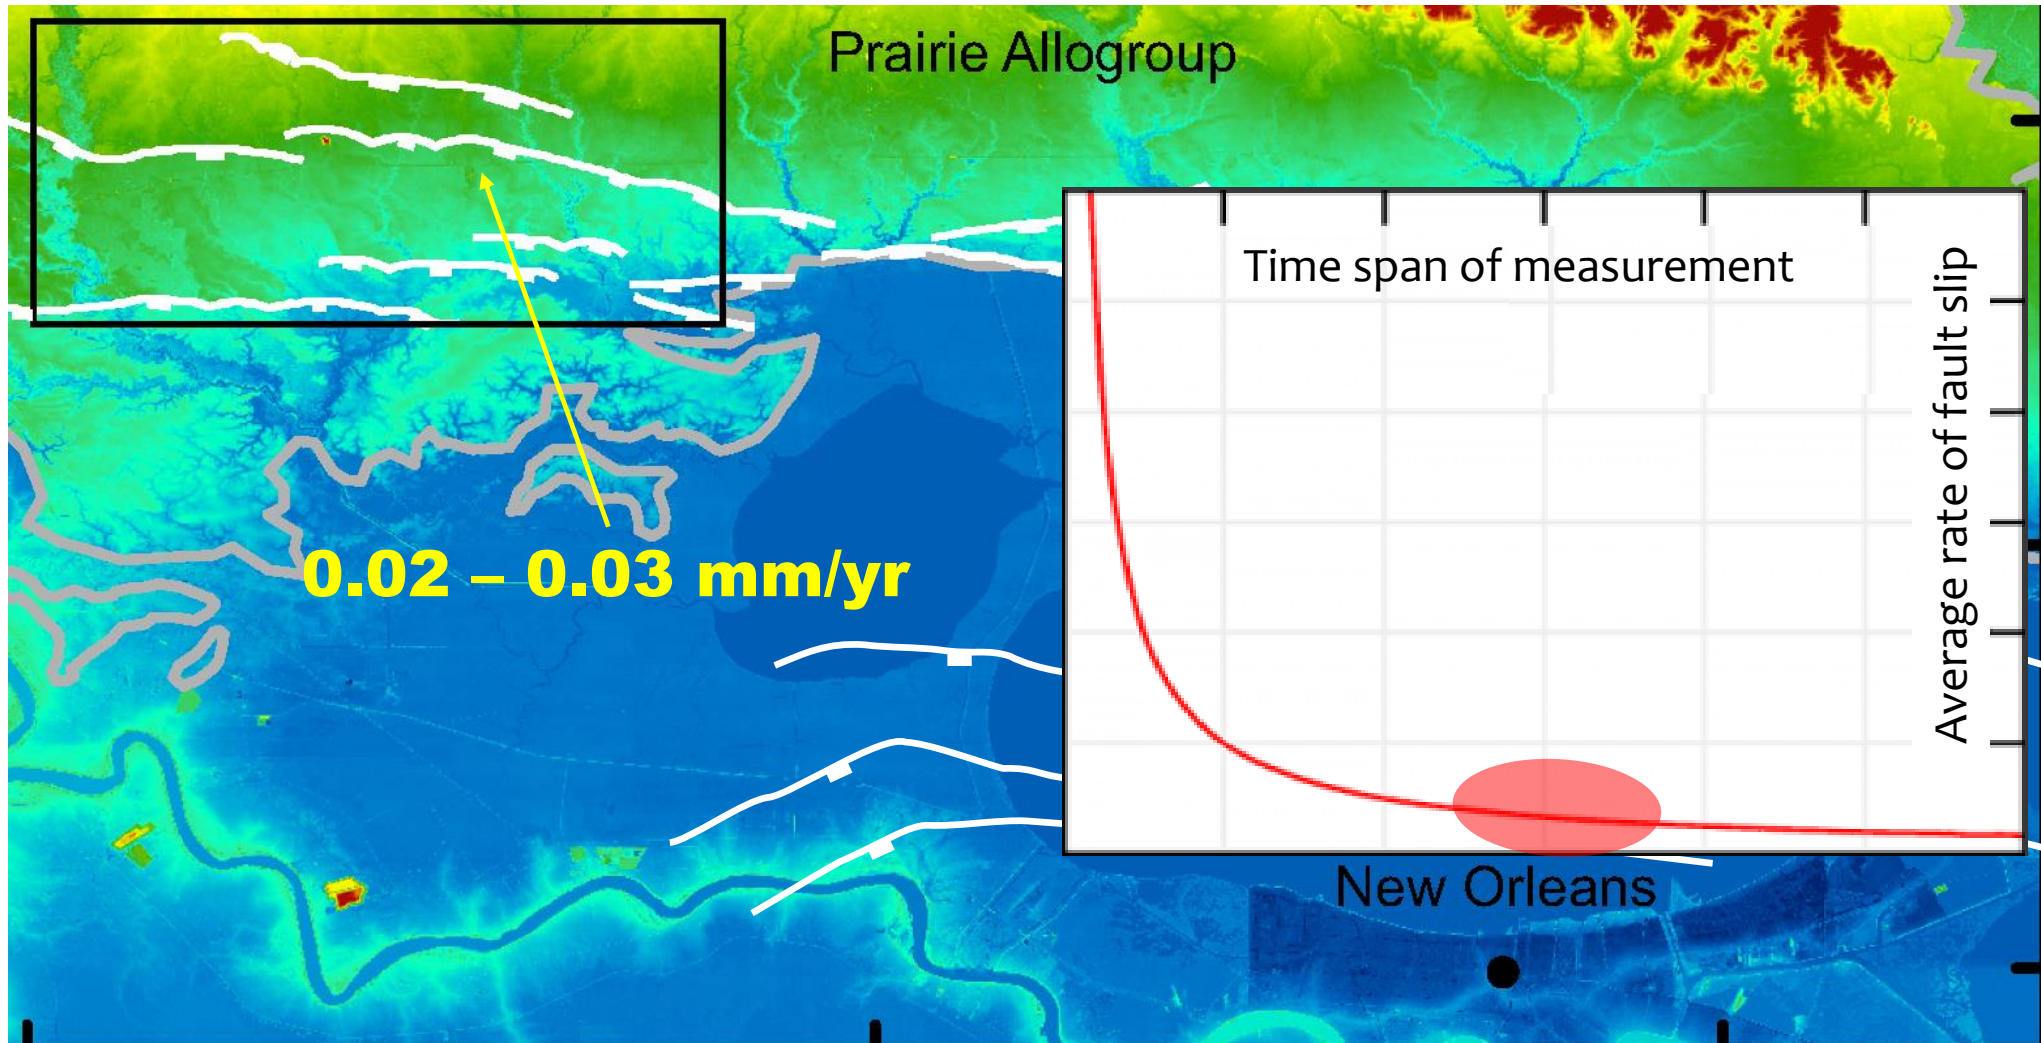 Prairie Allogroup
Time span of measurement
Average rate of fault slip
0.02 – 0.03 mm/yr
New Orleans